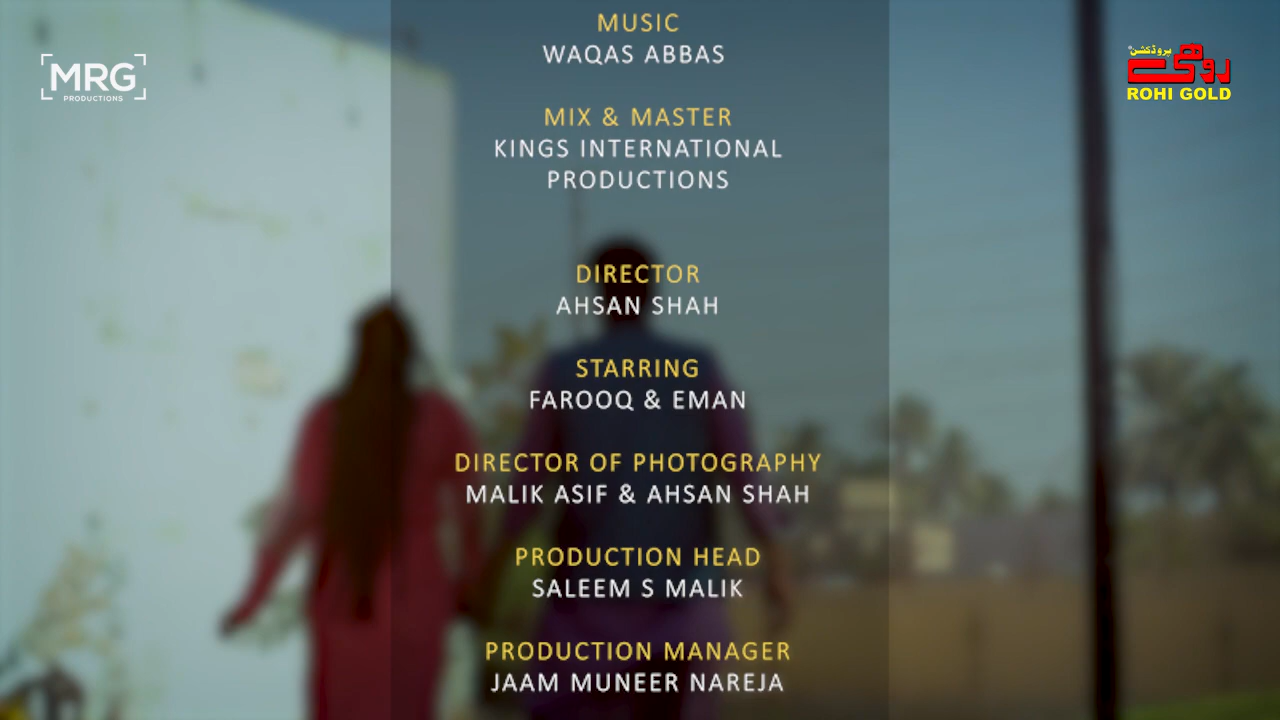 MUSIC
WAQAS ABBAS
MRG
PRODUCTIONS
روہی پروڈکشن
ROHI GOLD
MIX & MASTER
KINGS INTERNATIONAL
PRODUCTIONS
DIRECTOR
AHSAN SHAH
STARRING
FAROOQ & EMAN
DIRECTOR OF PHOTOGRAPHY
MALIK ASIF & AHSAN SHAH
PRODUCTION HEAD
SALEEM S MALIK
PRODUCTION MANAGER
JAAM MUNEER NAREJA